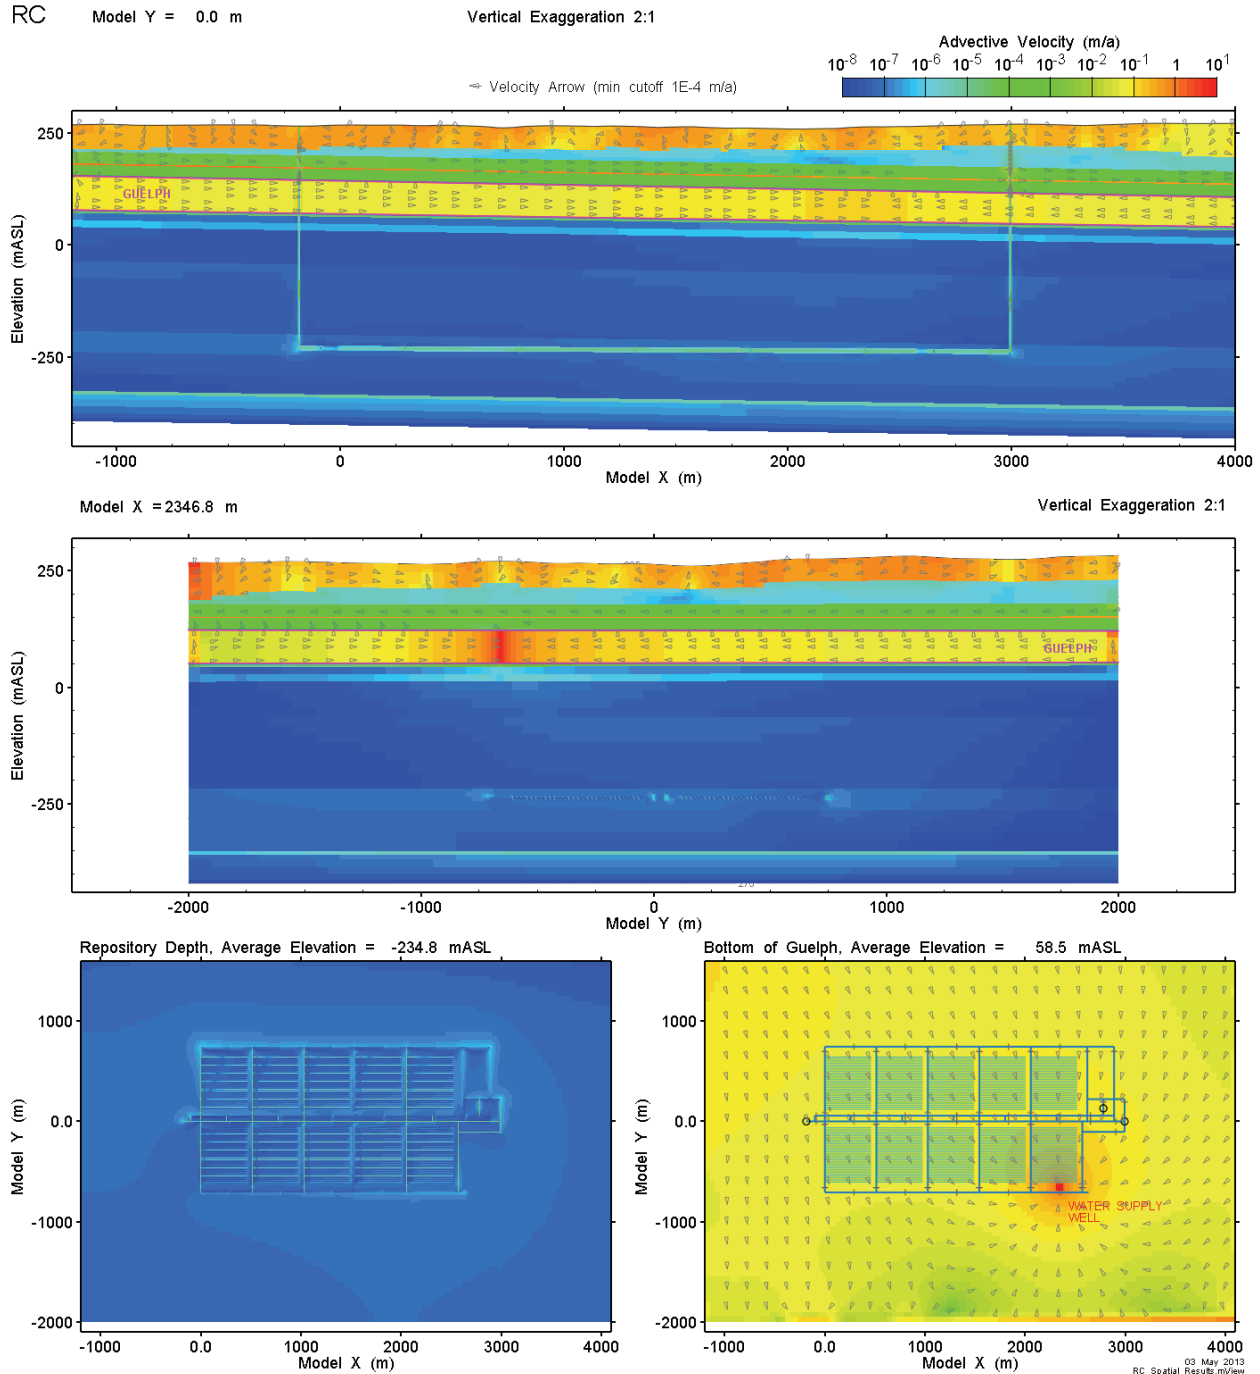 RC Model Y = 0.0 m Vertical Exaggeration 2:1
Advective Velocity (m/a)
10^-8 10^-7 10^-6 10^-5 10^-4 10^-3 10^-2 10^-1 1 10^1
Velocity Arrow (min cutoff 1E-4 m/a)
250
GUELPH
0
-250
Elevation (mASL)
-1000 0 1000 2000 3000 4000
Model X (m)
Model X =2346.8 m Vertical Exaggeration 2:1
250
GUELPH
0
-250
Elevation (mASL)
275
-2000 -1000 0 1000 2000
Model Y (m)
Repository Depth, Average Elevation = -234.8 mASL
1000
0.0
-1000
-2000
Model Y (m)
-1000 0.0 1000 2000 3000 4000
Model X (m)
Bottom of Guelph, Average Elevation = 58.5 mASL
1000
0.0
-1000
-2000
Model Y (m)
WATER SUPPLY
WELL
-1000 0.0 1000 2000 3000 4000
Model X (m)
03 May 2013
RC Spatial Results.mView